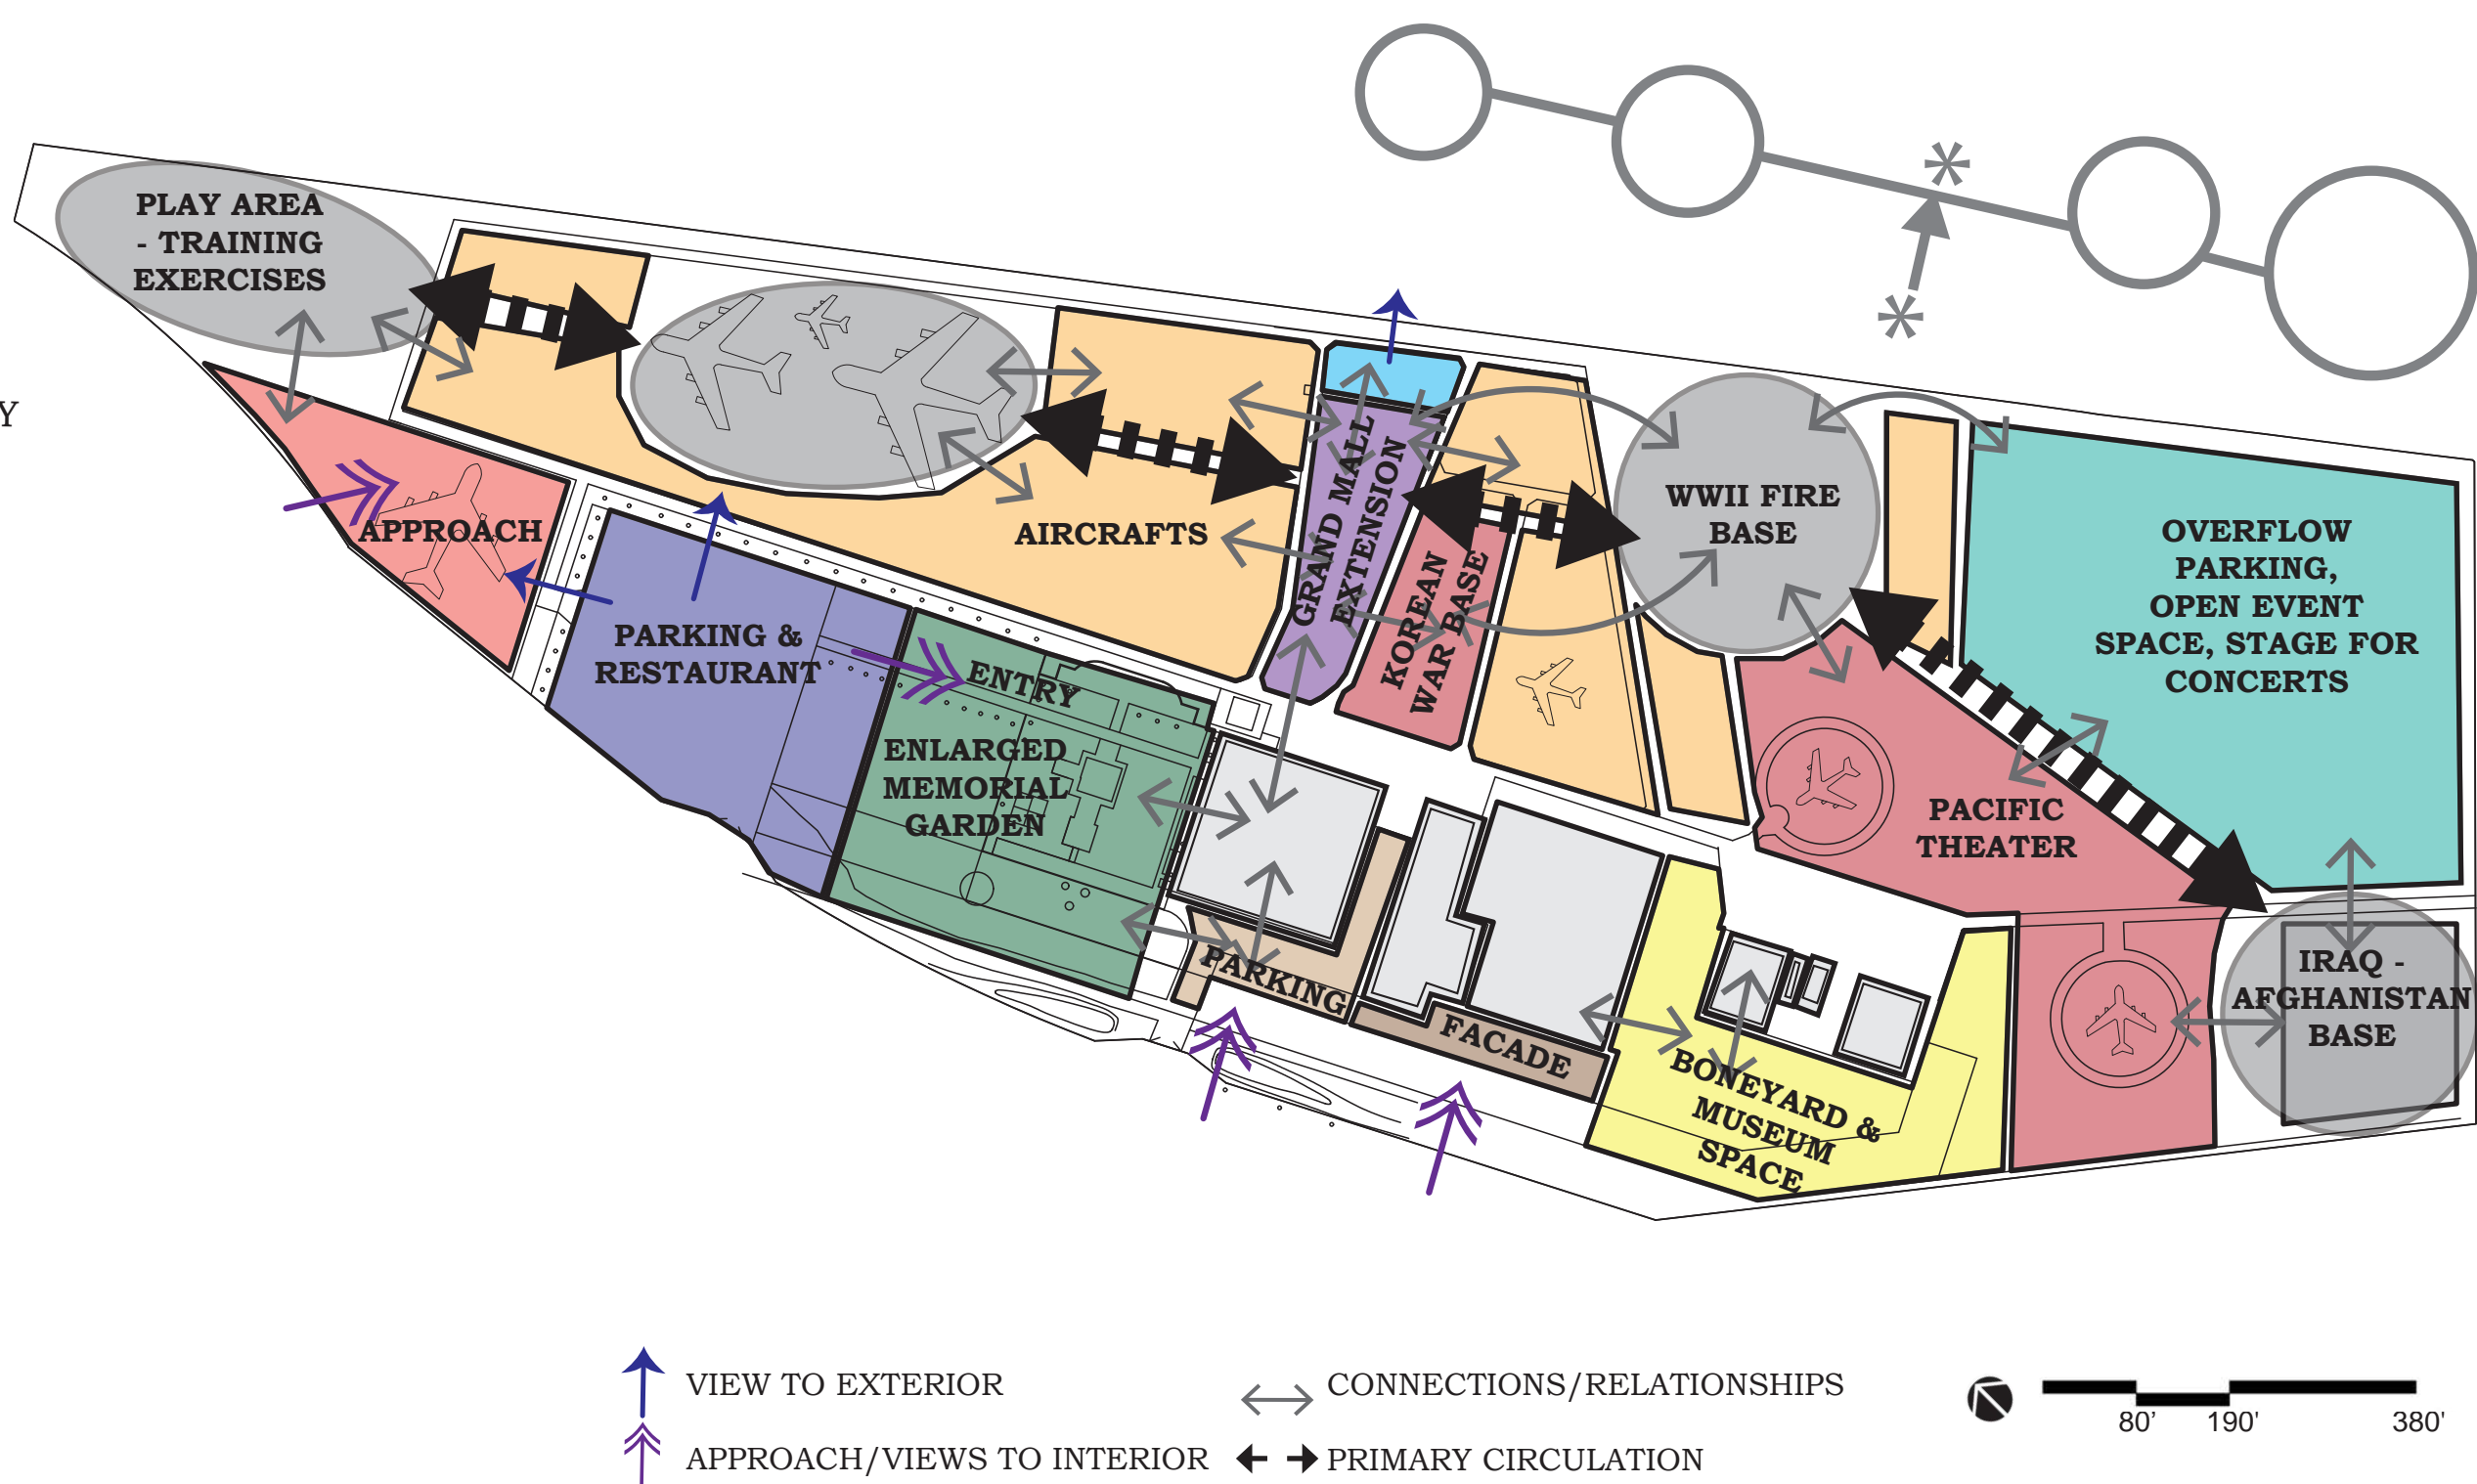 PLAY AREA
- TRAINING
EXERCISES
Y
APPROACH
AIRCRAFTS
GRAND MALL
EXTENSION
KOREAN
WAR BASE
WWII FIRE
BASE
OVERFLOW
PARKING,
OPEN EVENT
SPACE, STAGE FOR
CONCERTS
PARKING &
RESTAURANT
ENTRY
ENLARGED
MEMORIAL
GARDEN
PACIFIC
THEATER
PARKING
FACADE
BONEYARD &
MUSEUM
SPACE
IRAQ -
AFGHANISTAN
BASE
VIEW TO EXTERIOR
CONNECTIONS/RELATIONSHIPS
APPROACH/VIEWS TO INTERIOR
PRIMARY CIRCULATION
80' 190' 380'